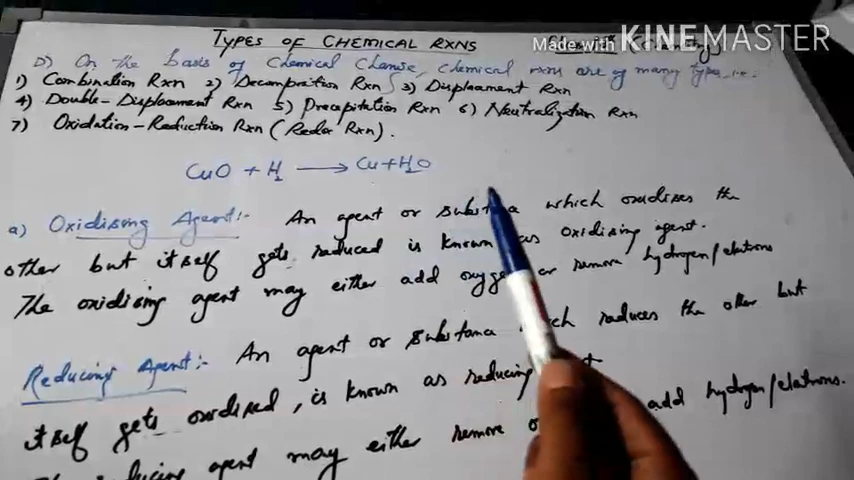 TYPES OF CHEMICAL RXNS
Made with KINEMASTER
D) On the basis of Chemical Change, chemical rxns are of many types i.e.
1) Combination Rxn 2) Decomposition Rxn 3) Displacement Rxn
4) Double-Displacement Rxn 5) Precipitation Rxn 6) Neutralization Rxn
7) Oxidation-Reduction Rxn (Redox Rxn).
CuO + H₂ ⟶ Cu + H₂O
a) Oxidising Agent:- An agent or substance which oxidises the
other but itself gets reduced is known as oxidising agent.
The oxidising agent may either add oxygen or remove hydrogen/electrons
Reducing Agent:- An agent or substance which reduces the other but
itself gets oxidised, is known as reducing
agent may either remove add hydrogen/electrons.